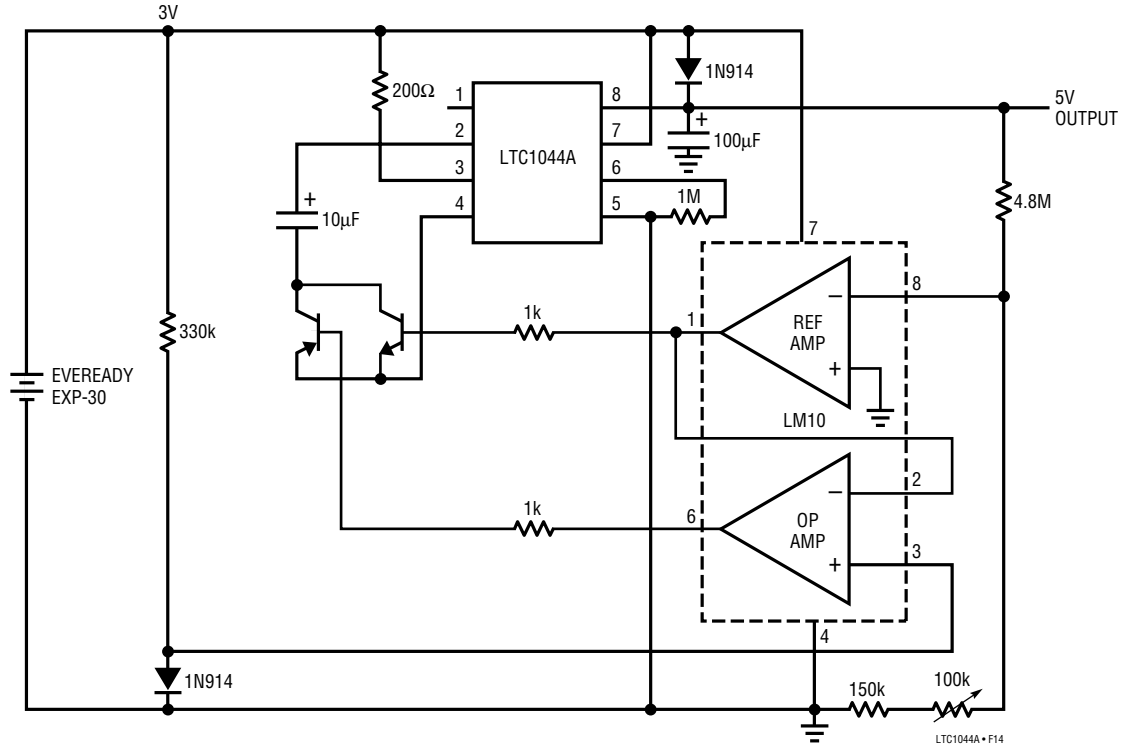 3V
200Ω
1
2
3
4
LTC1044A
8
7
6
5
1N914
+
100µF
5V
OUTPUT
1M
4.8M
+
10µF
7
8
330k
1k
1
−
REF
AMP
+
EVEREADY
EXP-30
LM10
2
−
1k
6
OP
AMP
3
+
4
1N914
150k
100k
LTC1044A • F14